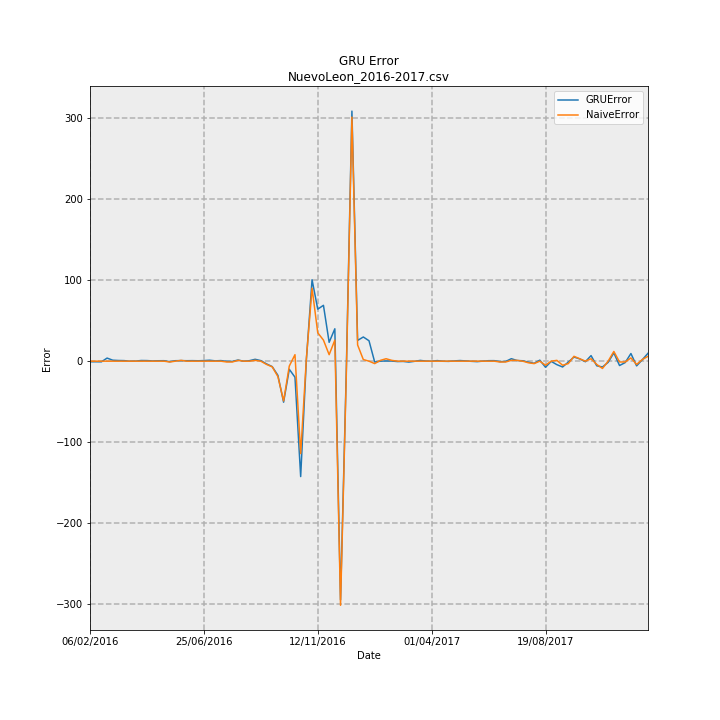 GRU Error
NuevoLeon_2016-2017.csv
GRUError
NaiveError
300
200
100
0
−100
−200
−300
Error
06/02/2016
25/06/2016
12/11/2016
01/04/2017
19/08/2017
Date